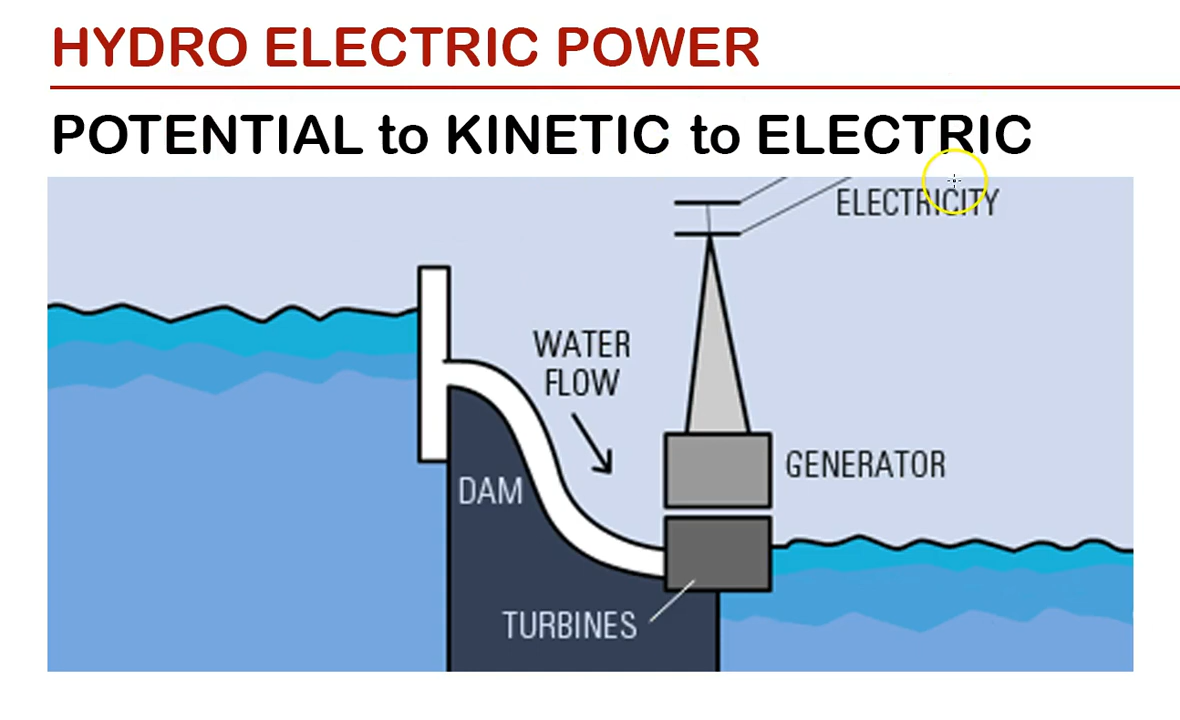 HYDRO ELECTRIC POWER
POTENTIAL to KINETIC to ELECTRIC
ELECTRICITY
WATER
FLOW
GENERATOR
DAM
TURBINES